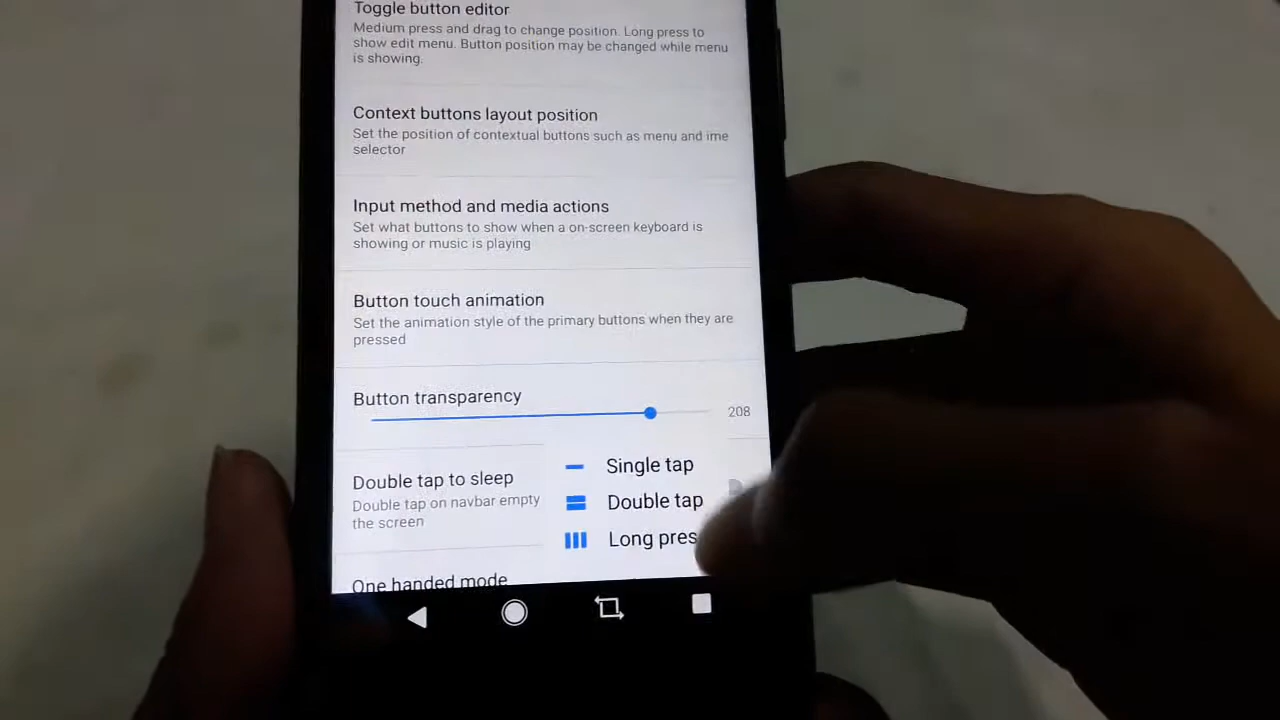 Toggle button editor
Medium press and drag to change position. Long press to
show edit menu. Button position may be changed while menu
is showing.
Context buttons layout position
Set the position of contextual buttons such as menu and ime
selector
Input method and media actions
Set what buttons to show when a on-screen keyboard is
showing or music is playing
Button touch animation
Set the animation style of the primary buttons when they are
pressed
Button transparency
208
Double tap to sleep
Double tap on navbar empty
the screen
Single tap
Double tap
Long pres
One handed mode